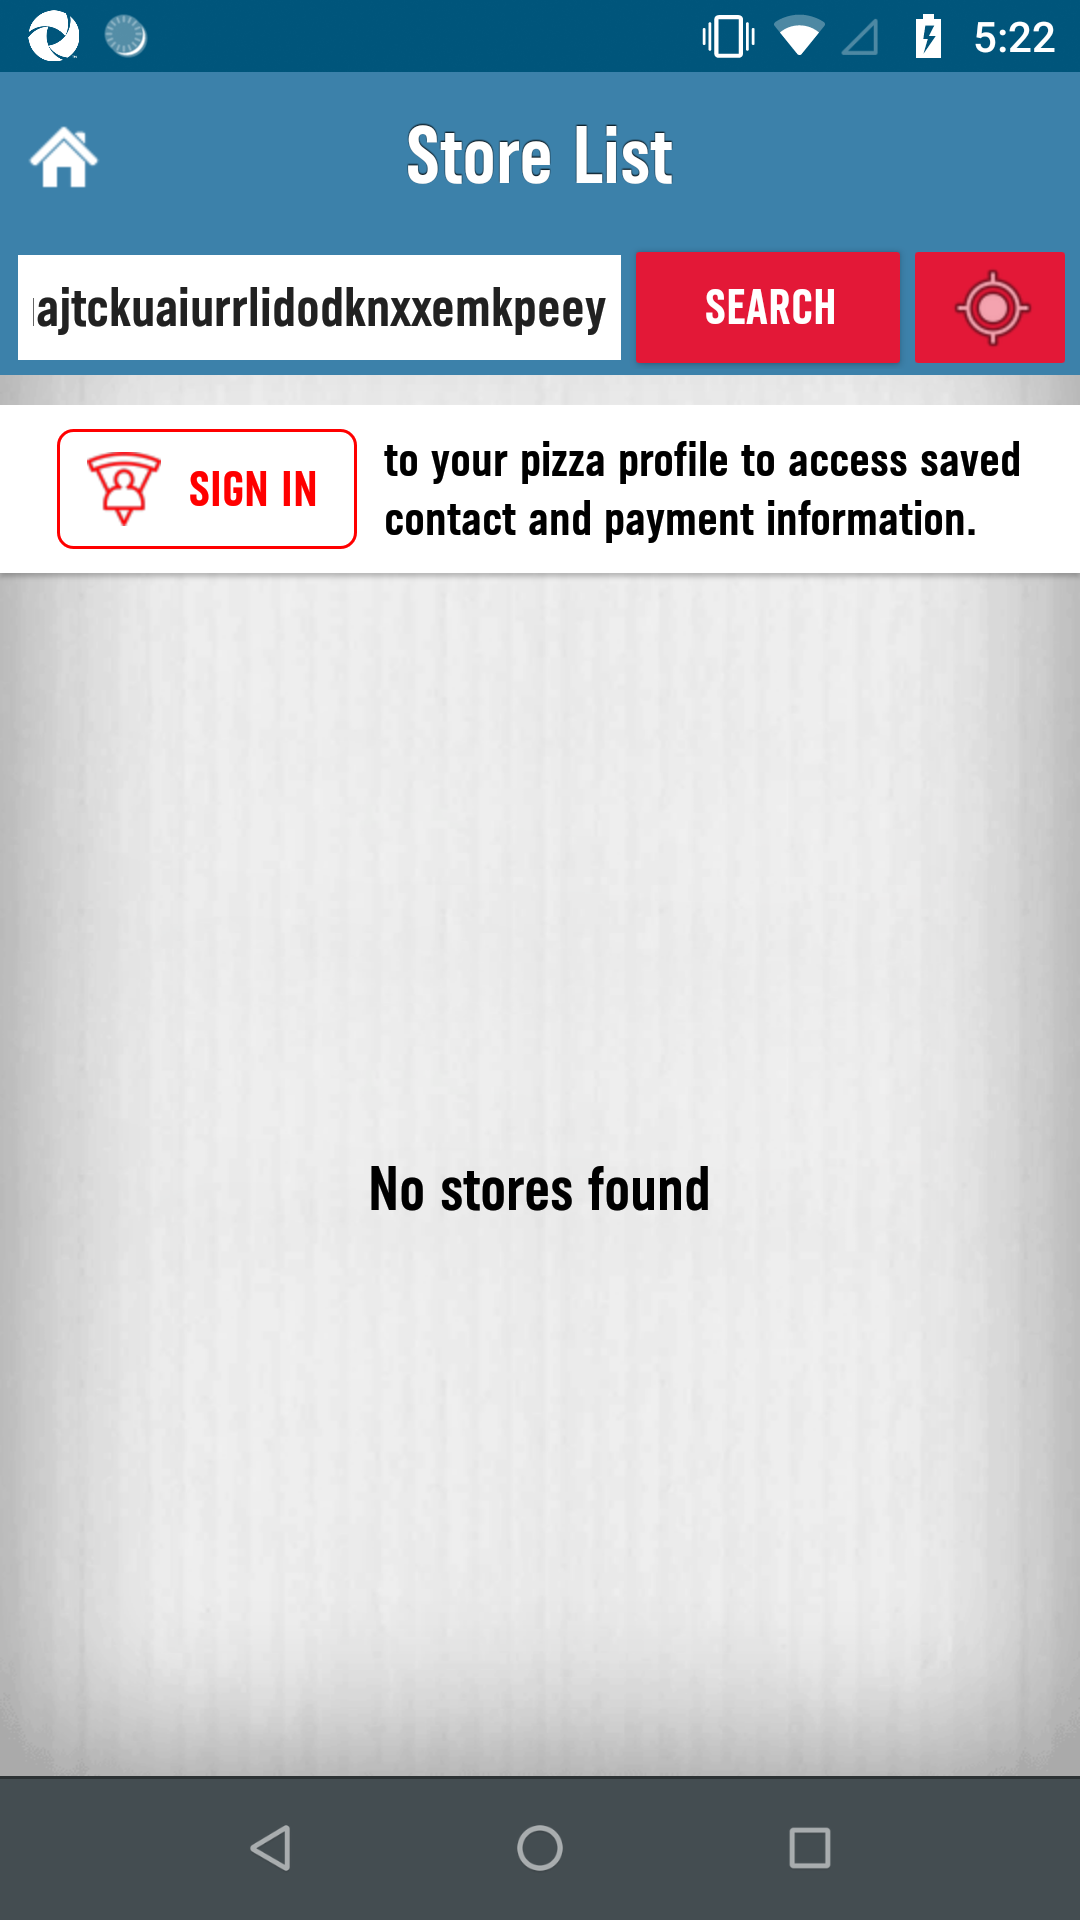 5:22
Store List
ajtckuaiurrlidodknxxemkpeey
SEARCH
SIGN IN
to your pizza profile to access saved
contact and payment information.
No stores found